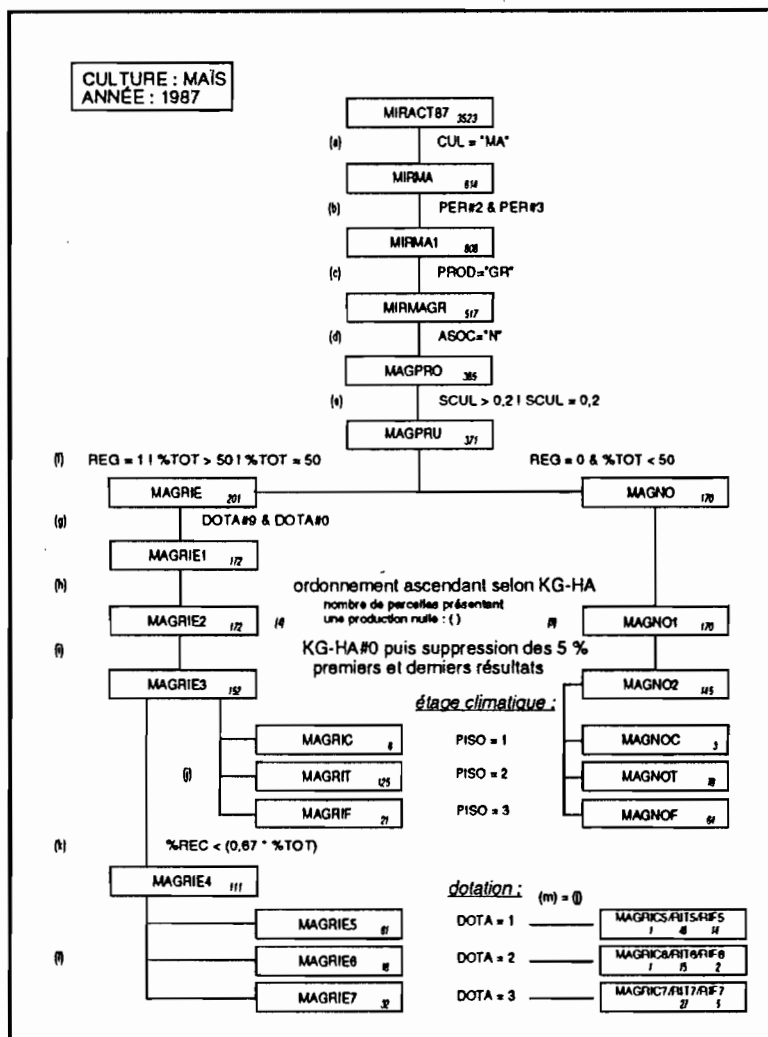 CULTURE : MAÏS
ANNÉE : 1987
MIRACT87 3523
(a) CUL = "MA"
MIRMA 814
(b) PER#2 & PER#3
MIRMA1 808
(c) PROD="GR"
MIRMAGR 517
(d) ASOC="N"
MAGPRO 385
(e) SCUL > 0,2 ! SCUL = 0,2
MAGPRU 371
(f) REG = 1 ! %TOT > 50 ! %TOT = 50 REG = 0 & %TOT < 50
MAGRIE 201 MAGNO 170
(g) DOTA#9 & DOTA#0
MAGRIE1 172
(h) ordonnement ascendant selon KG-HA
nombre de parcelles présentant
une production nulle : ( )
MAGRIE2 172 (4) MAGNO1 170
(i) KG-HA#0 puis suppression des 5 %
premiers et derniers résultats
MAGRIE3 152 MAGNO2 145
étage climatique :
MAGRIC 6 PISO = 1 MAGNOC 3
(j) MAGRIT 125 PISO = 2 MAGNOT
MAGRIF 21 PISO = 3 MAGNOF 64
(k) %REC < (0,67 * %TOT)
MAGRIE4 111
dotation : (m) = (j)
MAGRIE5 61 DOTA = 1 MAGRIC5/RIT5/RIF5
1 46 14
(l) MAGRIE6 18 DOTA = 2 MAGRIC6/RIT6/RIF6
1 15 2
MAGRIE7 32 DOTA = 3 MAGRIC7/RIT7/RIF7
27 5